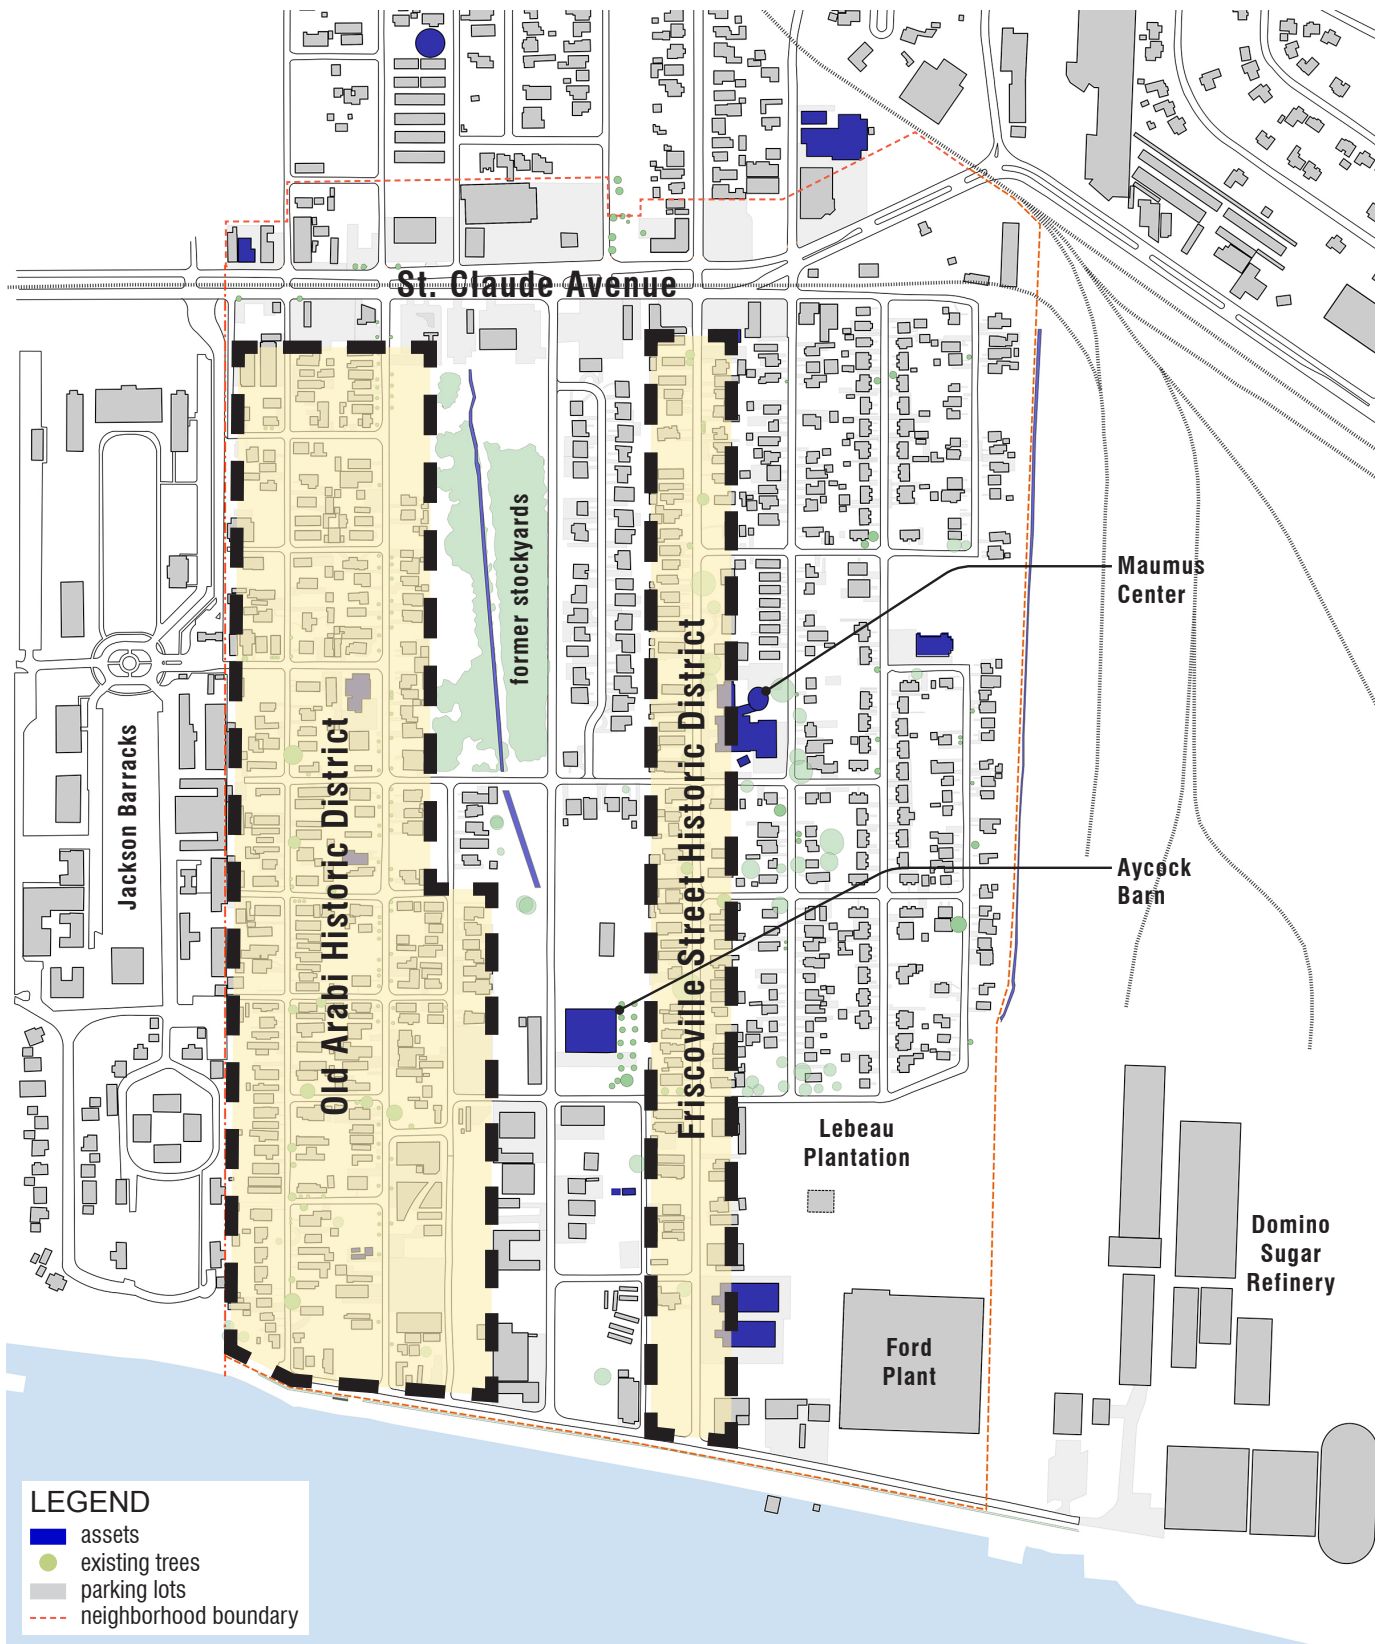 St. Claude Avenue
former stockyards
Maumus
Center
Friscoville Street Historic District
Old Arabi Historic District
Jackson Barracks
Aycock
Barn
Lebeau
Plantation
Domino
Sugar
Refinery
Ford
Plant
LEGEND
assets
existing trees
parking lots
neighborhood boundary